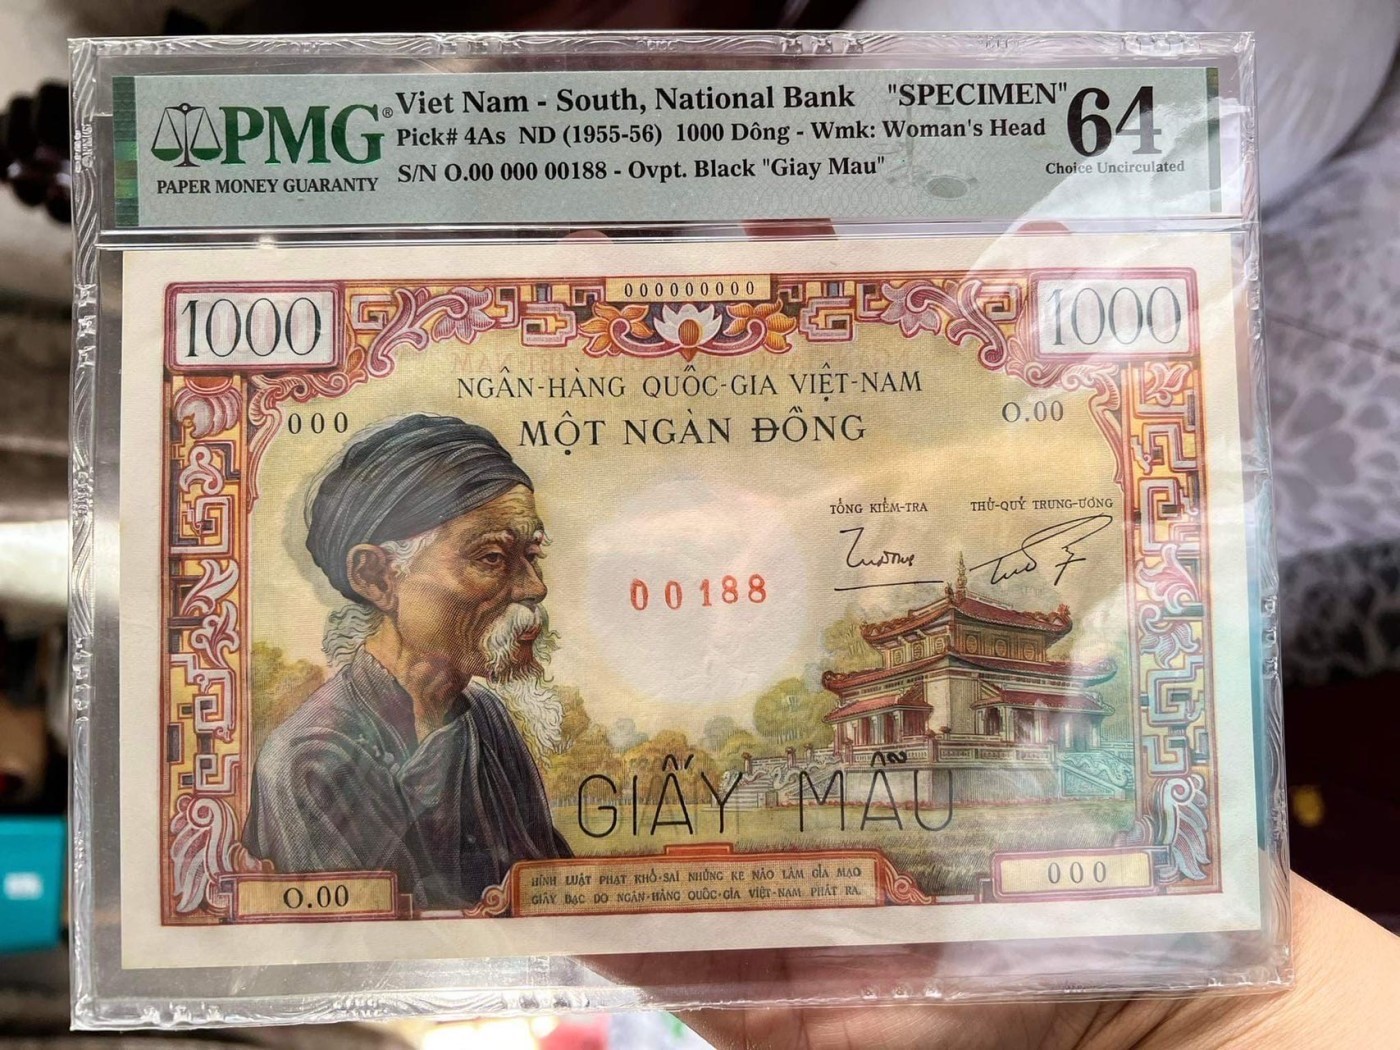 PMG®
PAPER MONEY GUARANTY
Viet Nam - South, National Bank "SPECIMEN"
Pick# 4As ND (1955-56) 1000 Dông - Wmk: Woman's Head
S/N O.00 000 00188 - Ovpt. Black "Giay Mau"
64
Choice Uncirculated
000000000
1000
1000
NGÂN-HÀNG QUỐC-GIA VIỆT-NAM
000
O.00
MỘT NGÀN ĐỒNG
TỔNG KIỂM-TRA
THỦ-QUỸ TRUNG-ƯƠNG
00188
GIẤY MẪU
HÌNH LUẬT PHẠT KHỔ-SAI NHỮNG KẺ NÀO LÀM GIẢ MẠO
GIẤY BẠC DO NGÂN-HÀNG QUỐC-GIA VIỆT-NAM PHÁT RA.
O.00
000